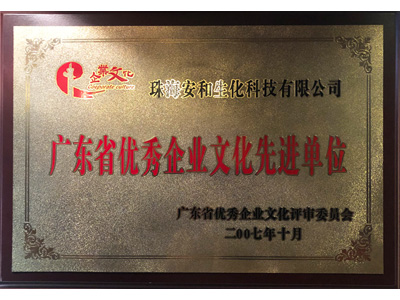 企业文化
Corporate culture
珠海安和生化科技有限公司
广东省优秀企业文化先进单位
广东省优秀企业文化评审委员会
二00七年十月